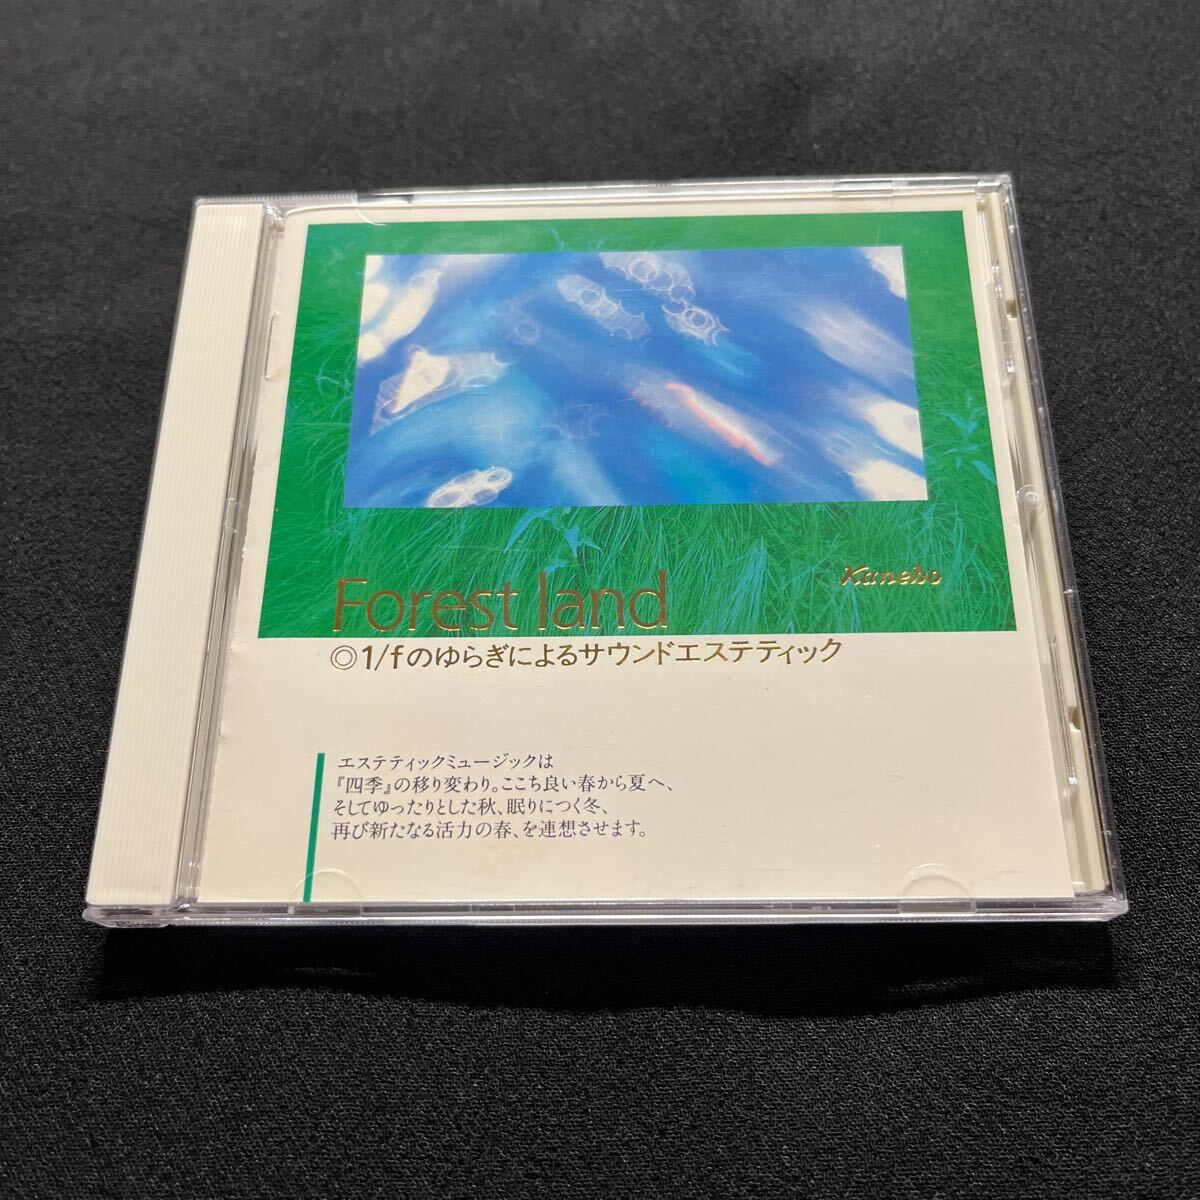 Kanebo
Forest land
◎1/fのゆらぎによるサウンドエステティック
エステティックミュージックは
『四季』の移り変わり。ここち良い春から夏へ、
そしてゆったりとした秋、眠りにつく冬、
再び新たなる活力の春、を連想させます。